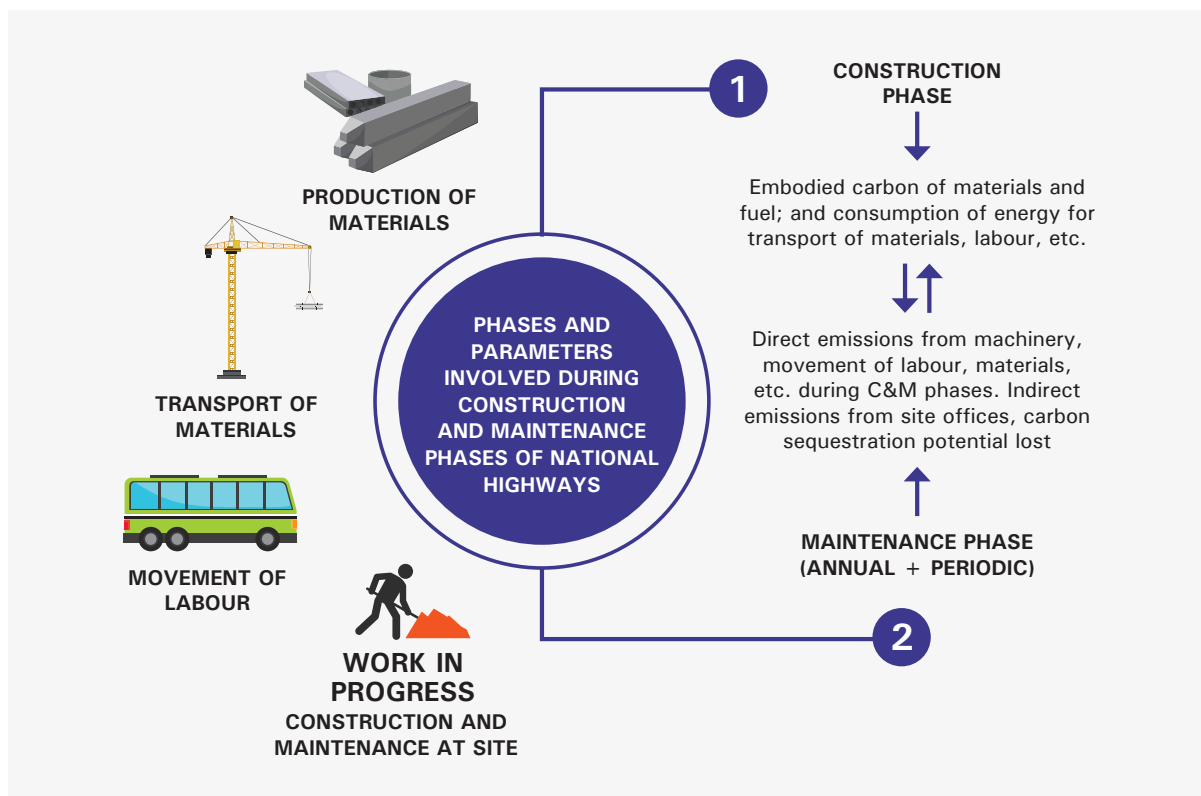 PRODUCTION OF
MATERIALS
TRANSPORT OF
MATERIALS
MOVEMENT OF
LABOUR
WORK IN
PROGRESS
CONSTRUCTION AND
MAINTENANCE AT SITE
PHASES AND
PARAMETERS
INVOLVED DURING
CONSTRUCTION
AND MAINTENANCE
PHASES OF NATIONAL
HIGHWAYS
1
CONSTRUCTION
PHASE
Embodied carbon of materials and
fuel; and consumption of energy for
transport of materials, labour, etc.
Direct emissions from machinery,
movement of labour, materials,
etc. during C&M phases. Indirect
emissions from site offices, carbon
sequestration potential lost
MAINTENANCE PHASE
(ANNUAL + PERIODIC)
2